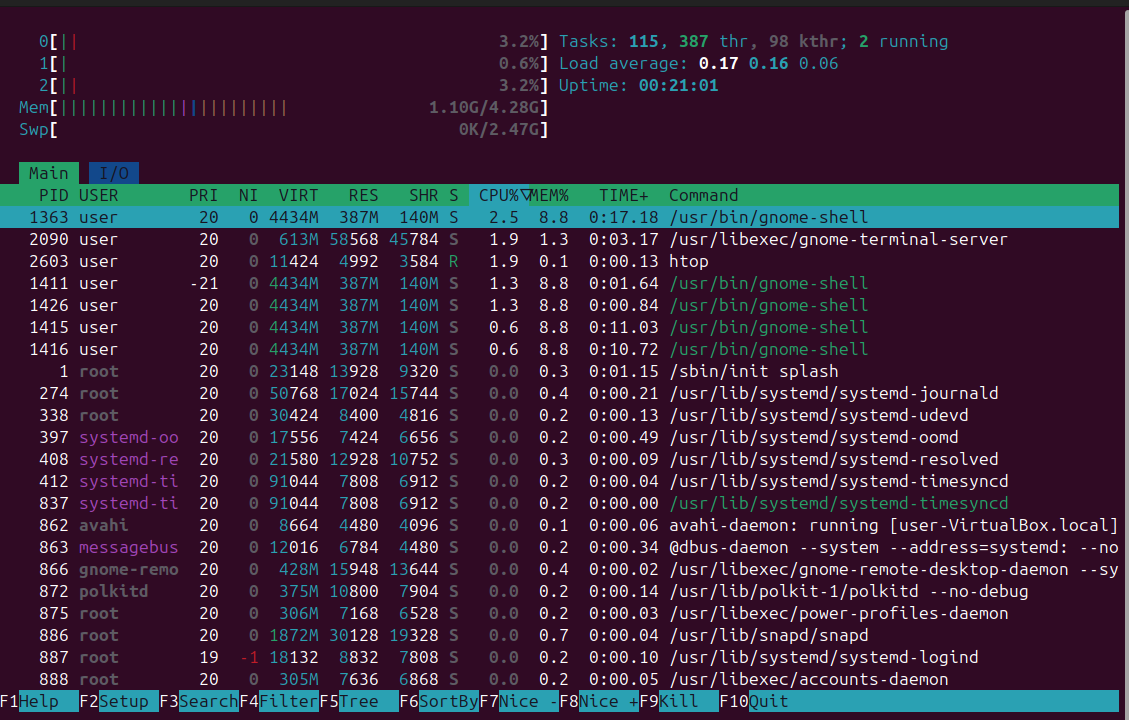 0[|| 3.2%] Tasks: 115, 387 thr, 98 kthr; 2 running
1[| 0.6%] Load average: 0.17 0.16 0.06
2[|| 3.2%] Uptime: 00:21:01
Mem[||||||||||||||||||||||| 1.10G/4.28G]
Swp[ 0K/2.47G]
Main I/O
PID USER PRI NI VIRT RES SHR S CPU%▽MEM% TIME+ Command
1363 user 20 0 4434M 387M 140M S 2.5 8.8 0:17.18 /usr/bin/gnome-shell
2090 user 20 0 613M 58568 45784 S 1.9 1.3 0:03.17 /usr/libexec/gnome-terminal-server
2603 user 20 0 11424 4992 3584 R 1.9 0.1 0:00.13 htop
1411 user -21 0 4434M 387M 140M S 1.3 8.8 0:01.64 /usr/bin/gnome-shell
1426 user 20 0 4434M 387M 140M S 1.3 8.8 0:00.84 /usr/bin/gnome-shell
1415 user 20 0 4434M 387M 140M S 0.6 8.8 0:11.03 /usr/bin/gnome-shell
1416 user 20 0 4434M 387M 140M S 0.6 8.8 0:10.72 /usr/bin/gnome-shell
1 root 20 0 23148 13928 9320 S 0.0 0.3 0:01.15 /sbin/init splash
274 root 20 0 50768 17024 15744 S 0.0 0.4 0:00.21 /usr/lib/systemd/systemd-journald
338 root 20 0 30424 8400 4816 S 0.0 0.2 0:00.13 /usr/lib/systemd/systemd-udevd
397 systemd-oo 20 0 17556 7424 6656 S 0.0 0.2 0:00.49 /usr/lib/systemd/systemd-oomd
408 systemd-re 20 0 21580 12928 10752 S 0.0 0.3 0:00.09 /usr/lib/systemd/systemd-resolved
412 systemd-ti 20 0 91044 7808 6912 S 0.0 0.2 0:00.04 /usr/lib/systemd/systemd-timesyncd
837 systemd-ti 20 0 91044 7808 6912 S 0.0 0.2 0:00.00 /usr/lib/systemd/systemd-timesyncd
862 avahi 20 0 8664 4480 4096 S 0.0 0.1 0:00.06 avahi-daemon: running [user-VirtualBox.local]
863 messagebus 20 0 12016 6784 4480 S 0.0 0.2 0:00.34 @dbus-daemon --system --address=systemd: --no
866 gnome-remo 20 0 428M 15948 13644 S 0.0 0.4 0:00.02 /usr/libexec/gnome-remote-desktop-daemon --sy
872 polkitd 20 0 375M 10800 7904 S 0.0 0.2 0:00.14 /usr/lib/polkit-1/polkitd --no-debug
875 root 20 0 306M 7168 6528 S 0.0 0.2 0:00.03 /usr/libexec/power-profiles-daemon
886 root 20 0 1872M 30128 19328 S 0.0 0.7 0:00.04 /usr/lib/snapd/snapd
887 root 19 -1 18132 8832 7808 S 0.0 0.2 0:00.10 /usr/lib/systemd/systemd-logind
888 root 20 0 305M 7636 6868 S 0.0 0.2 0:00.05 /usr/libexec/accounts-daemon
F1Help F2Setup F3SearchF4FilterF5Tree F6SortByF7Nice -F8Nice +F9Kill F10Quit